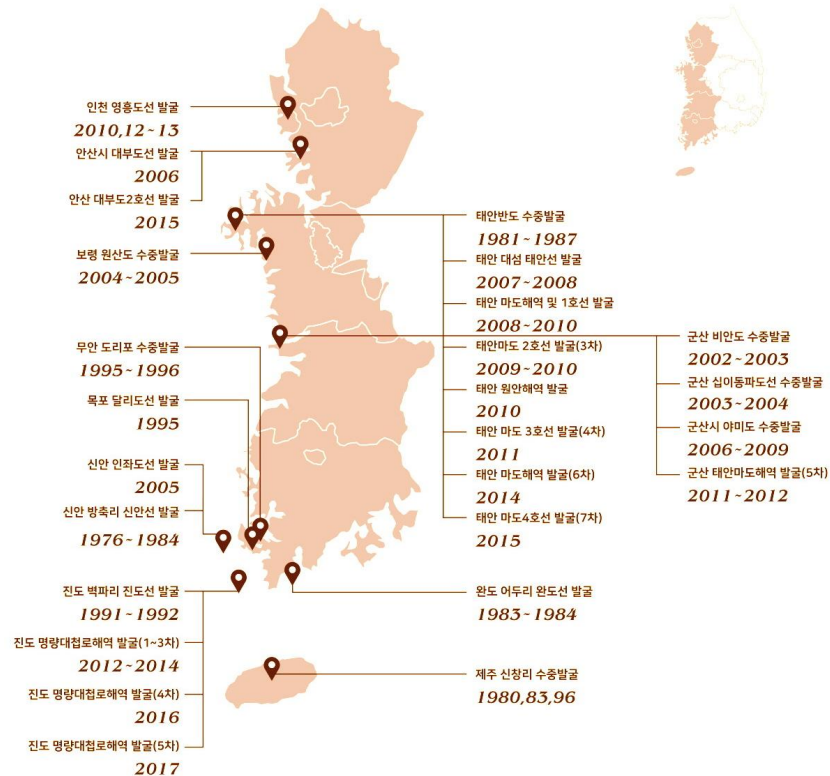 인천 영흥도선 발굴
2010,12~13
안산시 대부도선 발굴
2006
안산 대부도2호선 발굴
2015
보령 원산도 수중발굴
2004~2005
무안 도리포 수중발굴
1995~1996
목포 달리도선 발굴
1995
신안 인좌도선 발굴
2005
신안 방축리 신안선 발굴
1976~1984
진도 벽파리 진도선 발굴
1991~1992
진도 명량대첩로해역 발굴(1~3차)
2012~2014
진도 명량대첩로해역 발굴(4차)
2016
진도 명량대첩로해역 발굴(5차)
2017
태안반도 수중발굴
1981~1987
태안 대섬 태안선 발굴
2007~2008
태안 마도해역 및 1호선 발굴
2008~2010
태안마도 2호선 발굴(3차)
2009~2010
태안 원안해역 발굴
2010
태안 마도 3호선 발굴(4차)
2011
태안 마도해역 발굴(6차)
2014
태안 마도4호선 발굴(7차)
2015
완도 어두리 완도선 발굴
1983~1984
제주 신창리 수중발굴
1980,83,96
군산 비안도 수중발굴
2002~2003
군산 십이동파도선 수중발굴
2003~2004
군산시 야미도 수중발굴
2006~2009
군산 태안마도해역 발굴(5차)
2011~2012